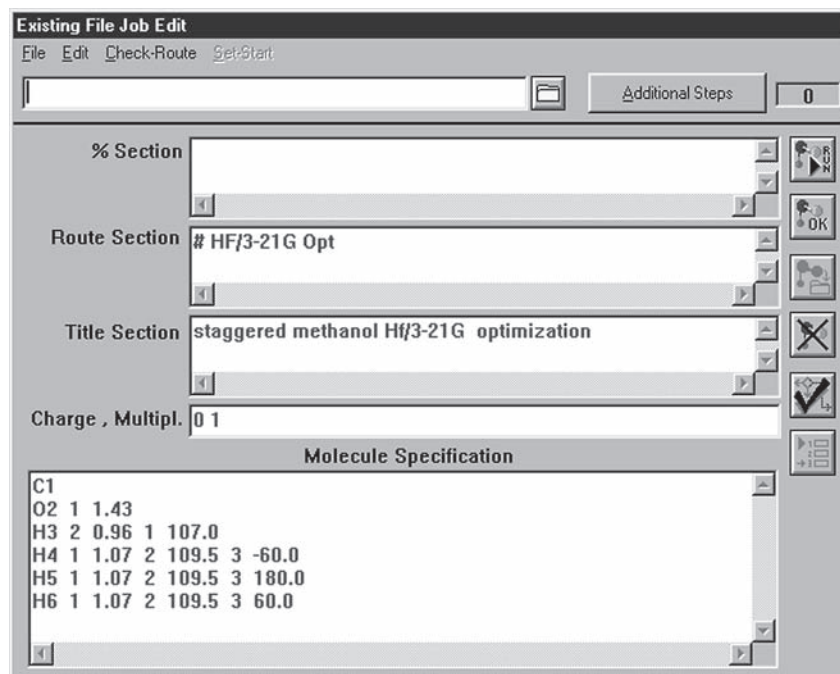 Existing File Job Edit
File Edit Check-Route Set-Start
Additional Steps 0
% Section
RUN
Route Section # HF/3-21G Opt
OK
Title Section staggered methanol Hf/3-21G optimization
Charge , Multipl. 0 1
Molecule Specification
C1
O2 1 1.43
H3 2 0.96 1 107.0
H4 1 1.07 2 109.5 3 -60.0
H5 1 1.07 2 109.5 3 180.0
H6 1 1.07 2 109.5 3 60.0